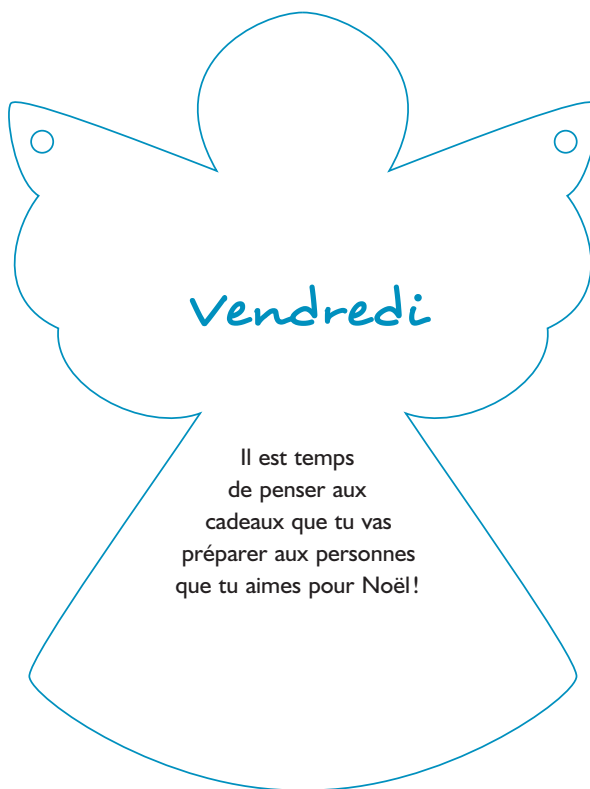 Vendredi
Il est temps
de penser aux
cadeaux que tu vas
préparer aux personnes
que tu aimes pour Noël !